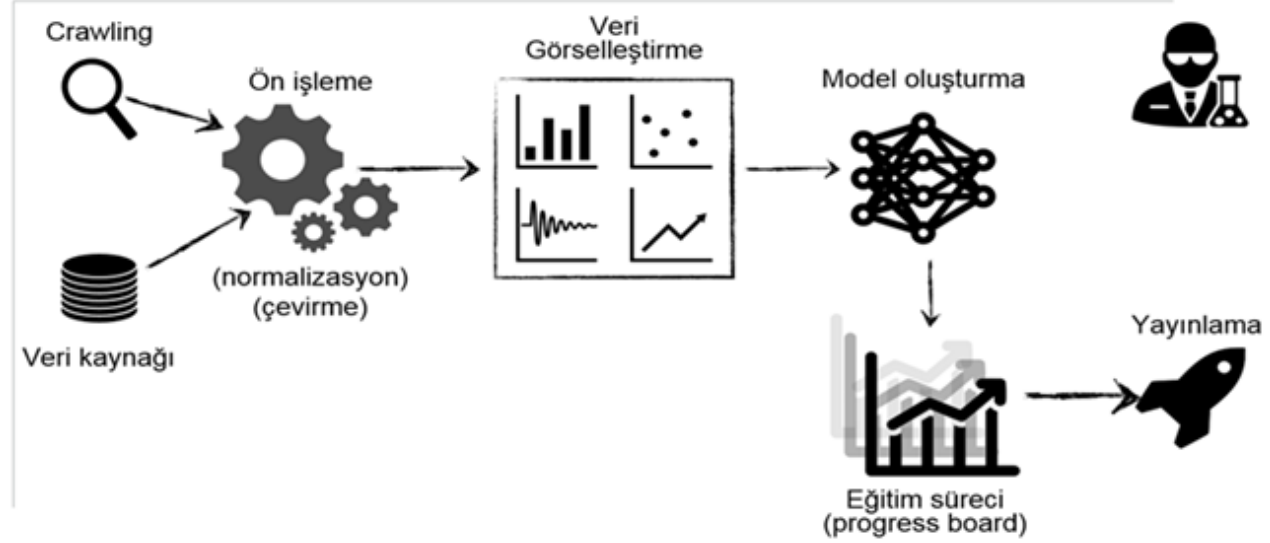 Crawling
Ön işleme
(normalizasyon)
(çevirme)
Veri kaynağı
Veri
Görselleştirme
Model oluşturma
Eğitim süreci
(progress board)
Yayınlama